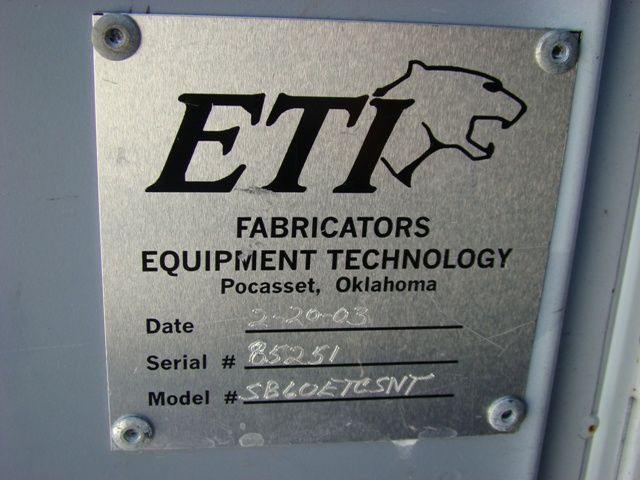 ETI
FABRICATORS
EQUIPMENT TECHNOLOGY
Pocasset, Oklahoma
Date 2-20-03
Serial # 85251
Model # SB60ETCSNT